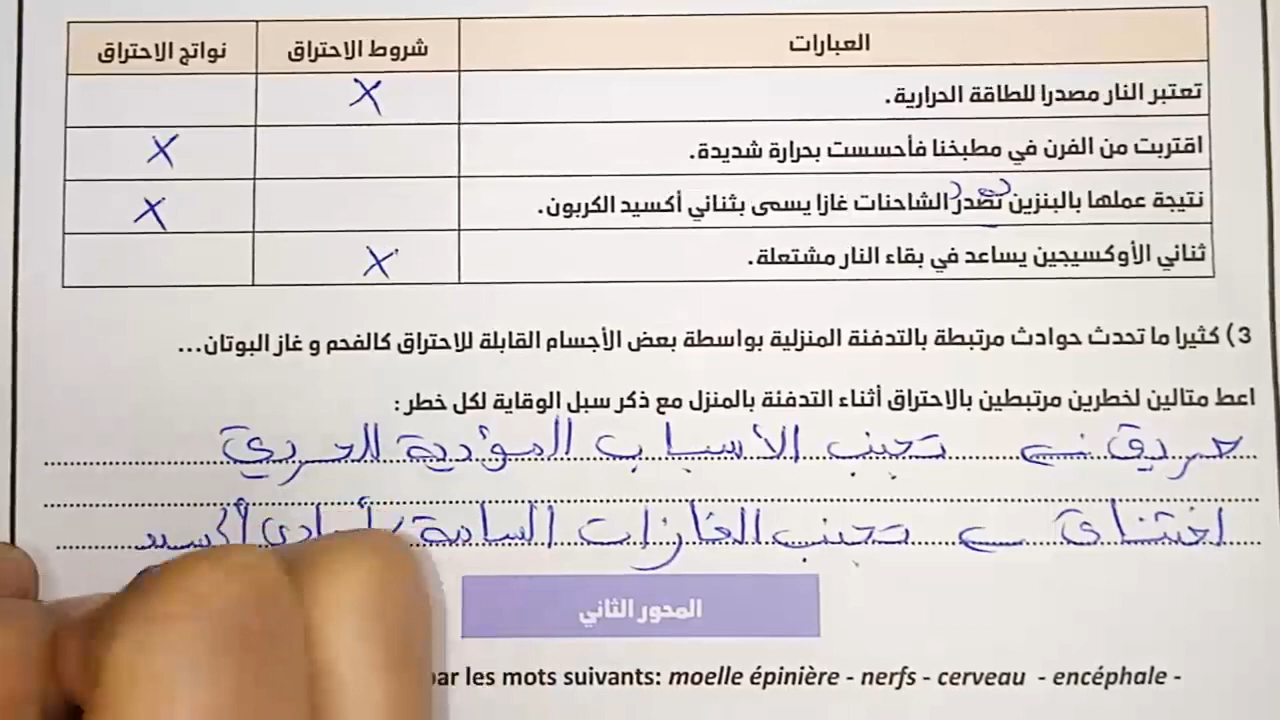 العبارات شروط الاحتراق نواتج الاحتراق
تعتبر النار مصدرا للطاقة الحرارية. X
اقتربت من الفرن في مطبخنا فأحسست بحرارة شديدة. X
نتيجة عملها بالبنزين تصدر الشاحنات غازا يسمى بثنائي أكسيد الكربون. X
ثنائي الأوكسيجين يساعد في بقاء النار مشتعلة. X
3) كثيرا ما تحدث حوادث مرتبطة بالتدفئة المنزلية بواسطة بعض الأجسام القابلة للاحتراق كالفحم و غاز البوتان...
اعط مثالين لخطرين مرتبطين بالاحتراق أثناء التدفئة بالمنزل مع ذكر سبل الوقاية لكل خطر :
حريق تجنب الأسباب المؤدية للحريق
اختناق تجنب الغازات السامة أكسيد
المحور الثاني
par les mots suivants: moelle épinière - nerfs - cerveau - encéphale -